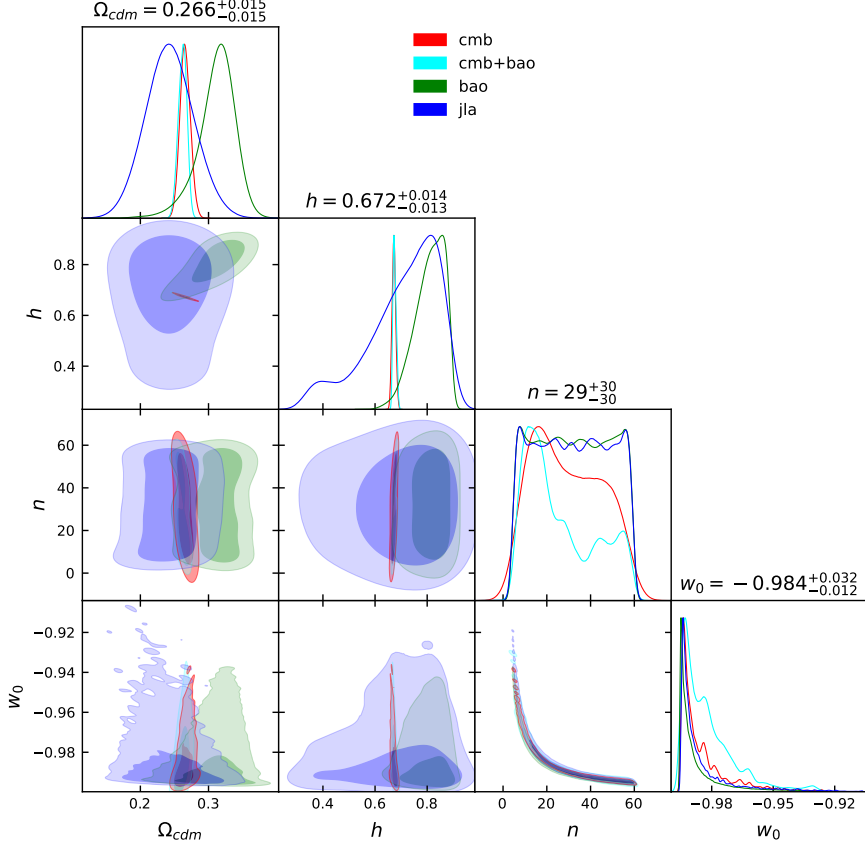 Ω_cdm = 0.266^{+0.015}_{-0.015}
cmb
cmb+bao
bao
jla
h = 0.672^{+0.014}_{-0.013}
0.8
0.6
0.4
h
n = 29^{+30}_{-30}
60
40
20
0
n
w_0 = −0.984^{+0.032}_{-0.012}
−0.92
−0.94
−0.96
−0.98
w_0
0.2 0.3
0.4 0.6 0.8
0 20 40 60
−0.98 −0.95 −0.92
Ω_cdm
h
n
w_0